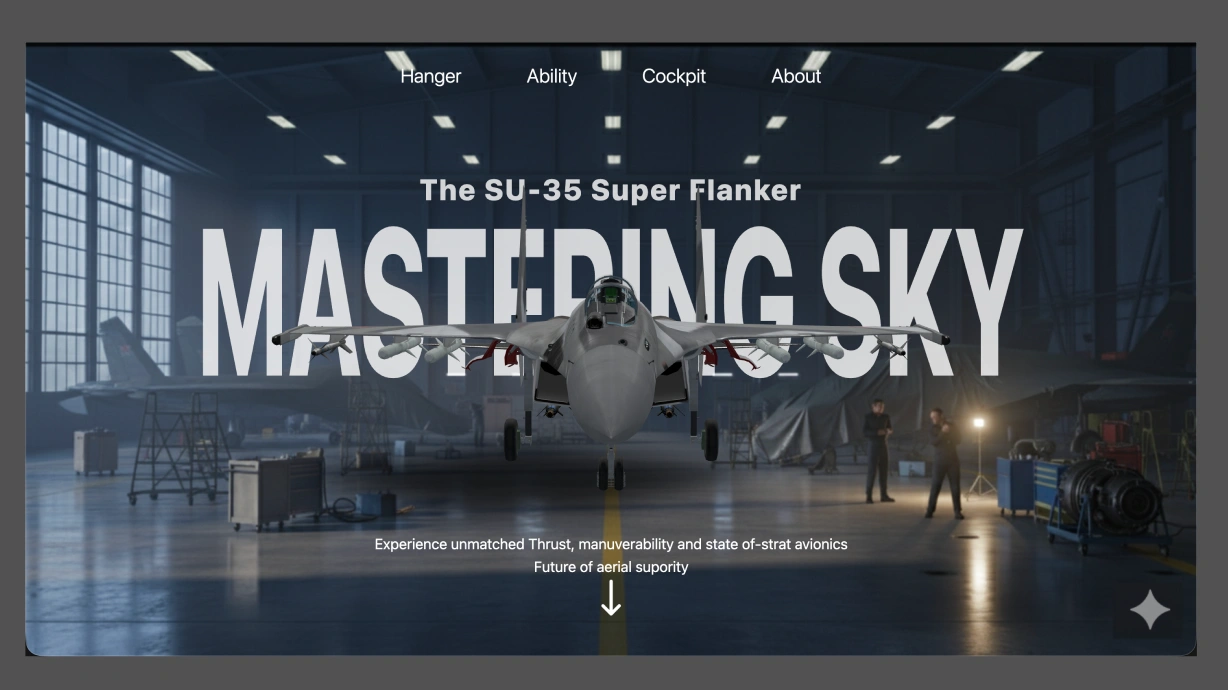 Hanger Ability Cockpit About
The SU-35 Super Flanker
MASTERING SKY
Experience unmatched Thrust, manuverability and state of-strat avionics
Future of aerial supority